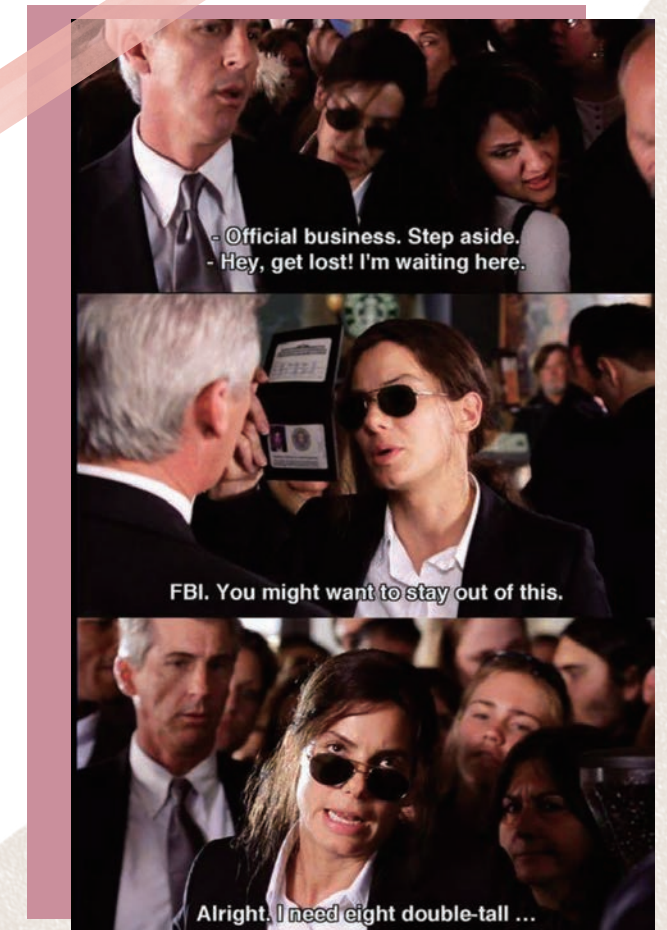 - Official business. Step aside.
- Hey, get lost! I'm waiting here.
FBI. You might want to stay out of this.
Alright. I need eight double-tall ...